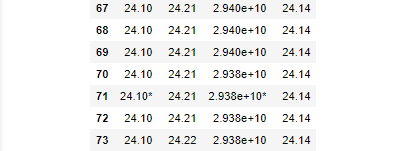 67 24.10 24.21 2.940e+10 24.14
68 24.10 24.21 2.940e+10 24.14
69 24.10 24.21 2.940e+10 24.14
70 24.10 24.21 2.938e+10 24.14
71 24.10* 24.21 2.938e+10* 24.14
72 24.10 24.21 2.938e+10 24.14
73 24.10 24.22 2.938e+10 24.14